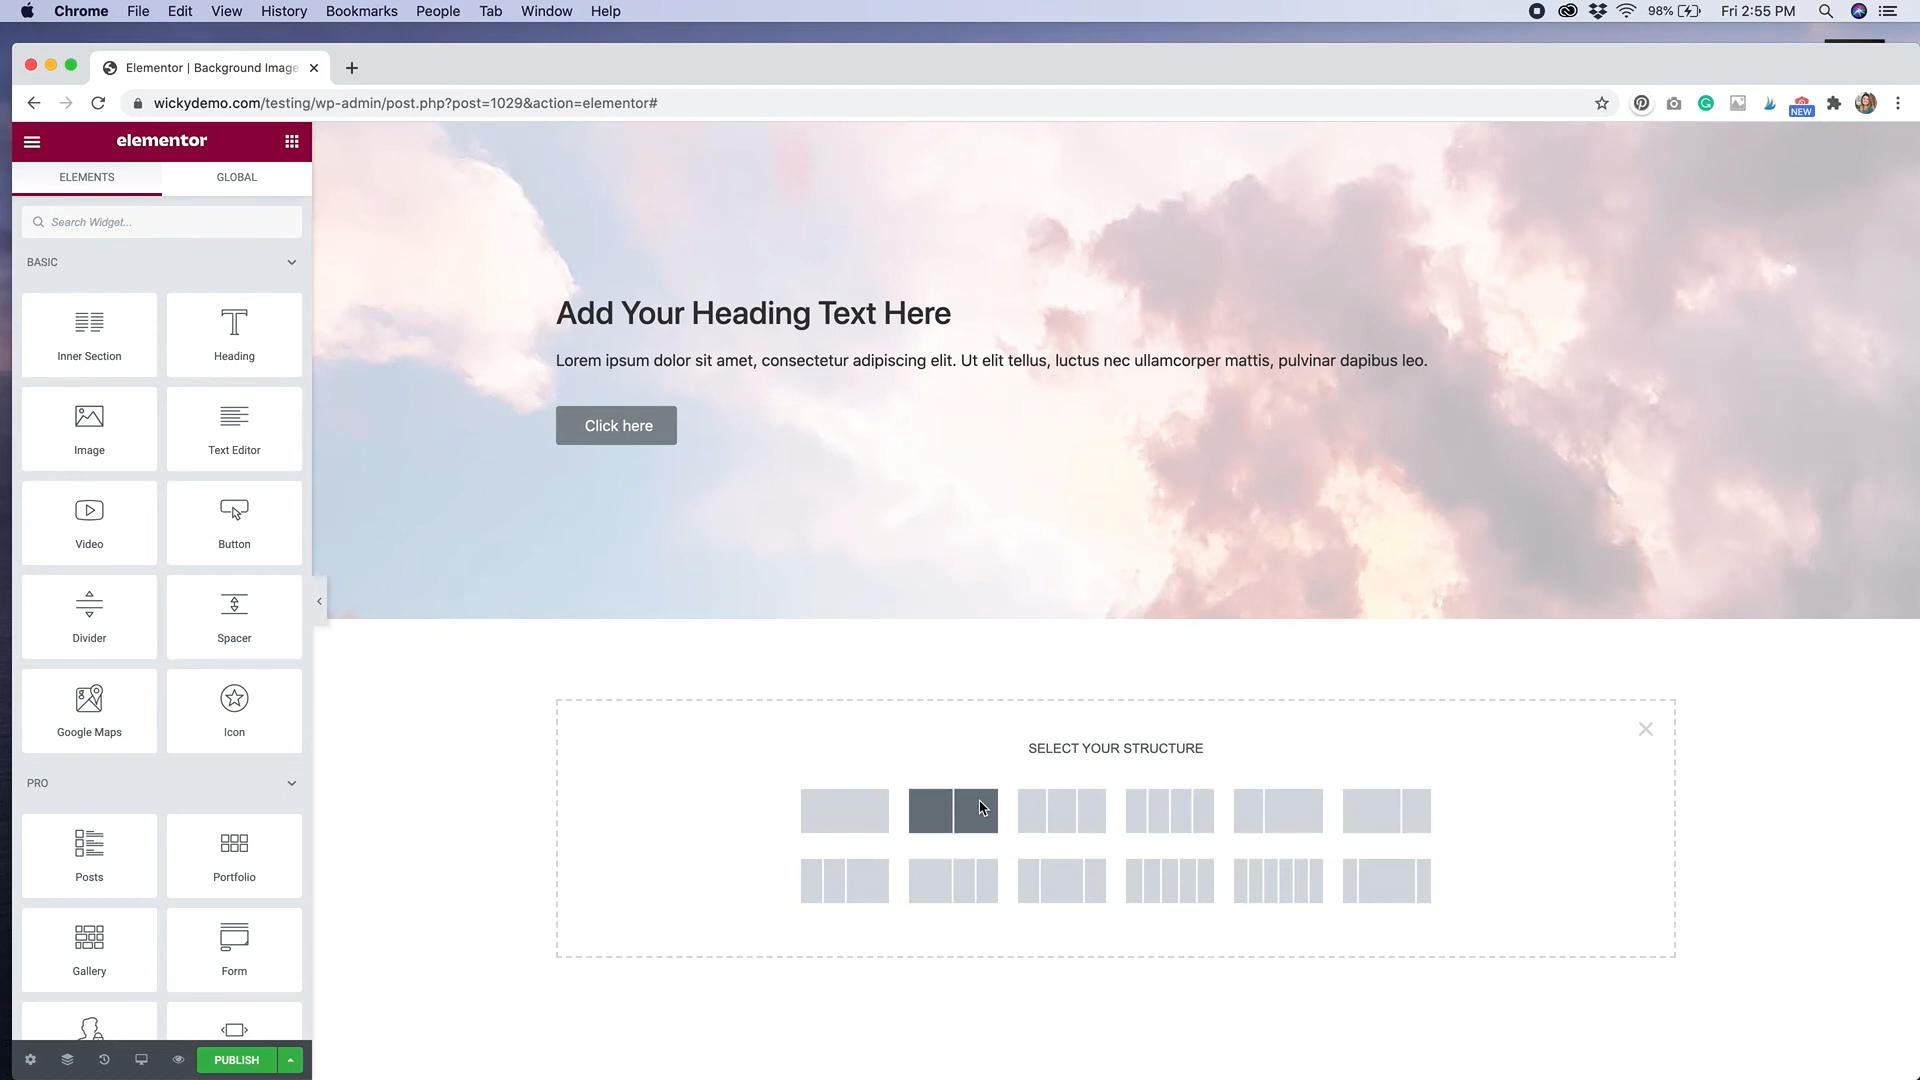 Chrome File Edit View History Bookmarks People Tab Window Help
98% Fri 2:55 PM
Elementor | Background Image
wickydemo.com/testing/wp-admin/post.php?post=1029&action=elementor#
NEW
elementor
ELEMENTS GLOBAL
Search Widget...
BASIC
Inner Section Heading
Image Text Editor
Video Button
Divider Spacer
Google Maps Icon
PRO
Posts Portfolio
Gallery Form
PUBLISH
Add Your Heading Text Here
Lorem ipsum dolor sit amet, consectetur adipiscing elit. Ut elit tellus, luctus nec ullamcorper mattis, pulvinar dapibus leo.
Click here
SELECT YOUR STRUCTURE